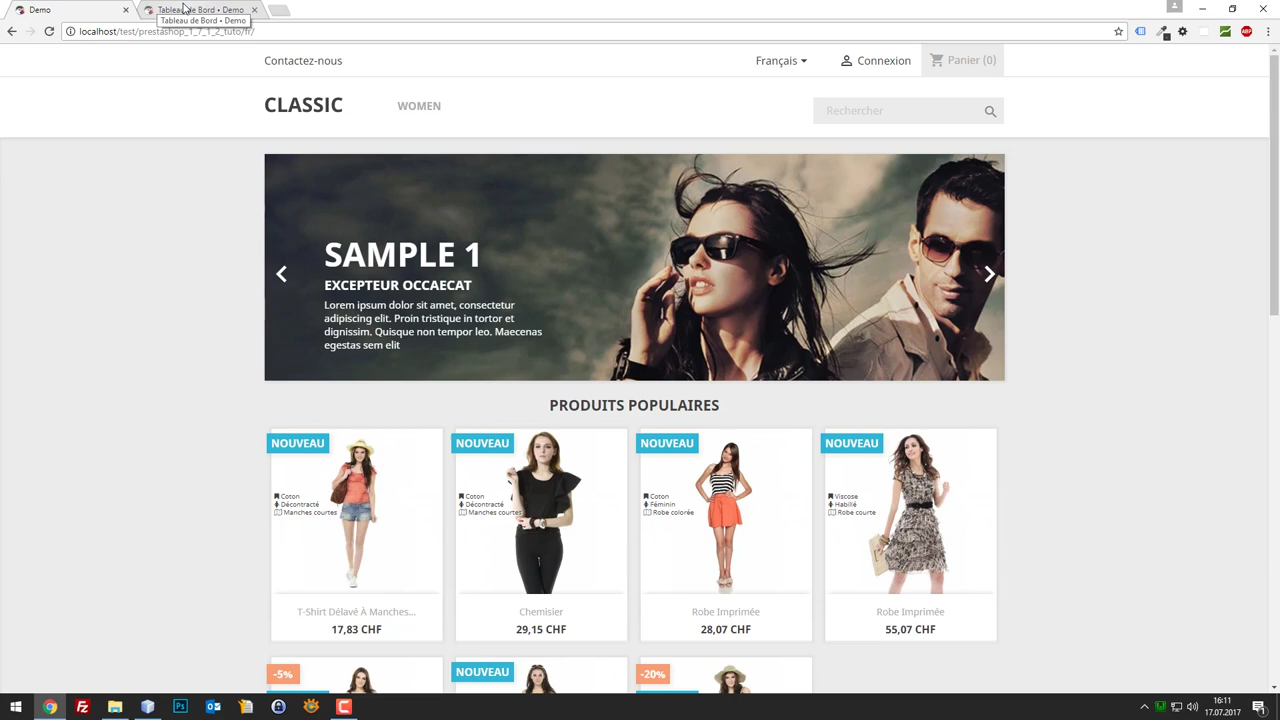 Demo
Tableau de Bord • Demo
Tableau de Bord • Demo
localhost/test/prestashop_1_7_1_2_tuto/fr/
ABP
Contactez-nous
Français
Connexion
Panier (0)
CLASSIC
WOMEN
Rechercher
SAMPLE 1
EXCEPTEUR OCCAECAT
Lorem ipsum dolor sit amet, consectetur
adipiscing elit. Proin tristique in tortor et
dignissim. Quisque non tempor leo. Maecenas
egestas sem elit
PRODUITS POPULAIRES
NOUVEAU
Coton
Décontracté
Manches courtes
T-Shirt Délavé À Manches...
17,83 CHF
NOUVEAU
Coton
Décontracté
Manches courtes
Chemisier
29,15 CHF
NOUVEAU
Coton
Féminin
Robe colorée
Robe Imprimée
28,07 CHF
NOUVEAU
Viscose
Habillé
Robe courte
Robe Imprimée
55,07 CHF
-5%
NOUVEAU
-20%
Ps
16:11
17.07.2017